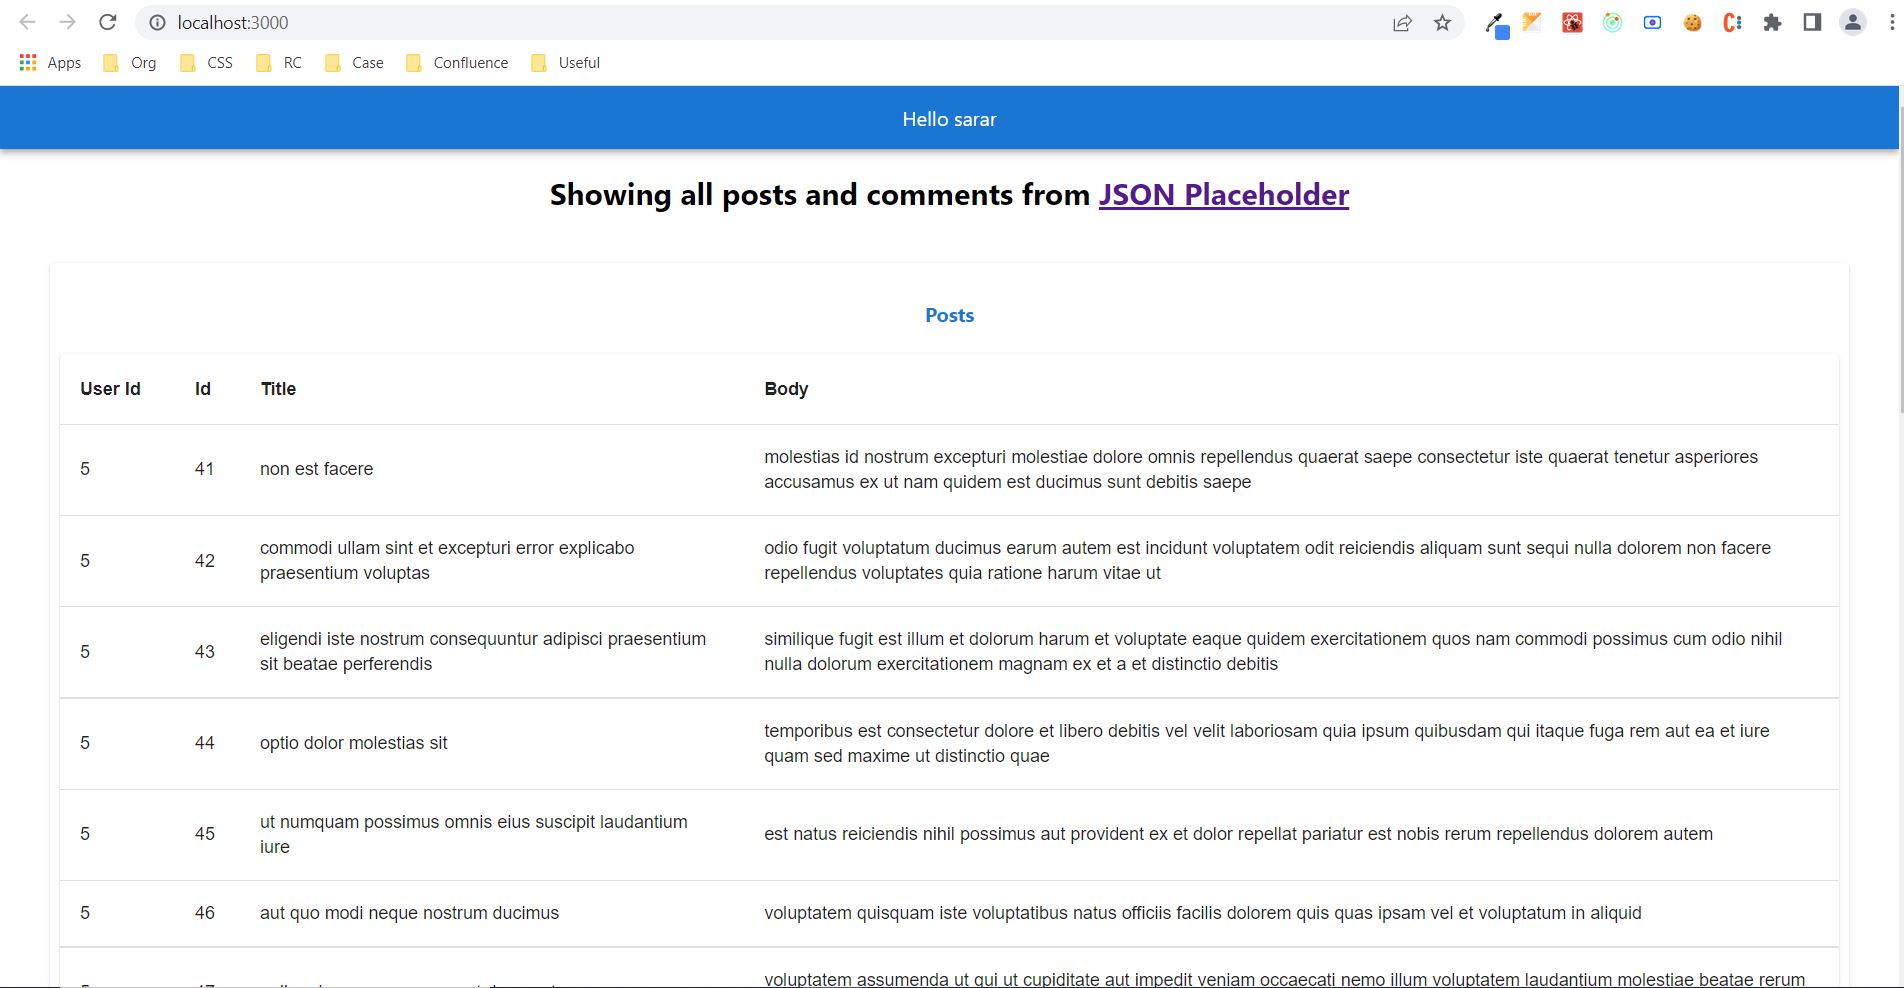 localhost:3000
Apps Org CSS RC Case Confluence Useful
Hello sarar
Showing all posts and comments from JSON Placeholder
Posts
User Id Id Title Body
5 41 non est facere molestias id nostrum excepturi molestiae dolore omnis repellendus quaerat saepe consectetur iste quaerat tenetur asperiores
accusamus ex ut nam quidem est ducimus sunt debitis saepe
5 42 commodi ullam sint et excepturi error explicabo
praesentium voluptas
odio fugit voluptatum ducimus earum autem est incidunt voluptatem odit reiciendis aliquam sunt sequi nulla dolorem non facere
repellendus voluptates quia ratione harum vitae ut
5 43 eligendi iste nostrum consequuntur adipisci praesentium
sit beatae perferendis
similique fugit est illum et dolorum harum et voluptate eaque quidem exercitationem quos nam commodi possimus cum odio nihil
nulla dolorum exercitationem magnam ex et a et distinctio debitis
5 44 optio dolor molestias sit temporibus est consectetur dolore et libero debitis vel velit laboriosam quia ipsum quibusdam qui itaque fuga rem aut ea et iure
quam sed maxime ut distinctio quae
5 45 ut numquam possimus omnis eius suscipit laudantium
iure
est natus reiciendis nihil possimus aut provident ex et dolor repellat pariatur est nobis rerum repellendus dolorem autem
5 46 aut quo modi neque nostrum ducimus voluptatem quisquam iste voluptatibus natus officiis facilis dolorem quis quas ipsam vel et voluptatum in aliquid
voluptatem assumenda ut qui ut cupiditate aut impedit veniam occaecati nemo illum voluptatem laudantium molestiae beatae rerum